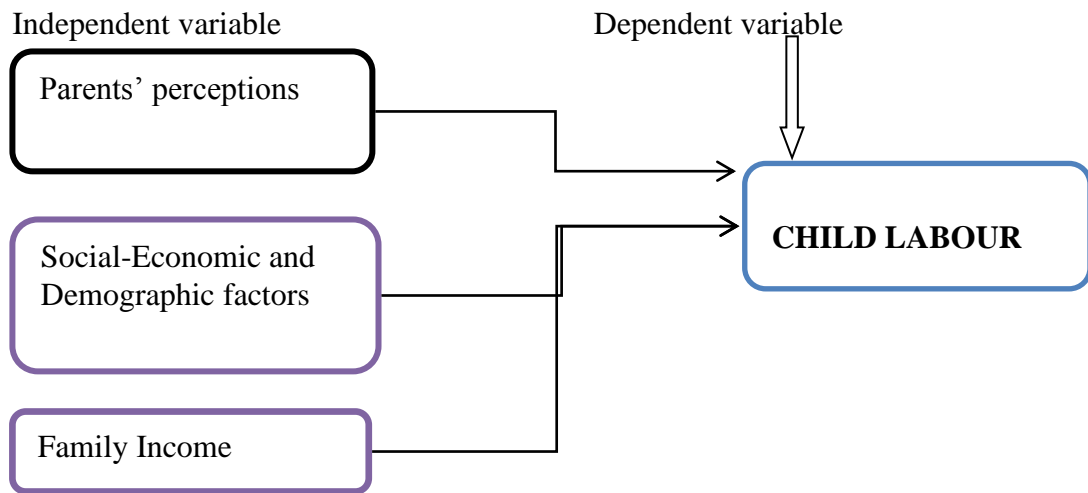 Independent variable
Dependent variable
Parents’ perceptions
Social-Economic and
Demographic factors
CHILD LABOUR
Family Income